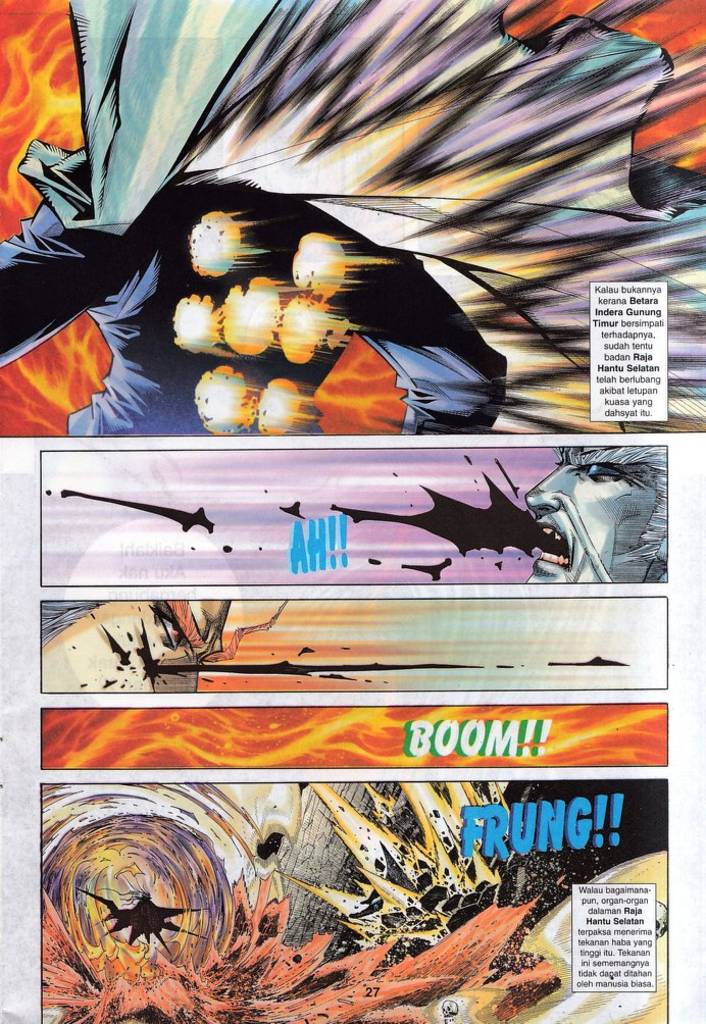 Kalau bukannya
kerana Betara
Indera Gunung
Timur bersimpati
terhadapnya,
sudah tentu
badan Raja
Hantu Selatan
telah berlubang
akibat letupan
kuasa yang
dahsyat itu.
AH!!
BOOM!!
FRUNG!!
Walau bagaimana-
pun, organ-organ
dalaman Raja
Hantu Selatan
terpaksa menerima
tekanan haba yang
tinggi itu. Tekanan
ini sememangnya
tidak dapat ditahan
oleh manusia biasa.
27